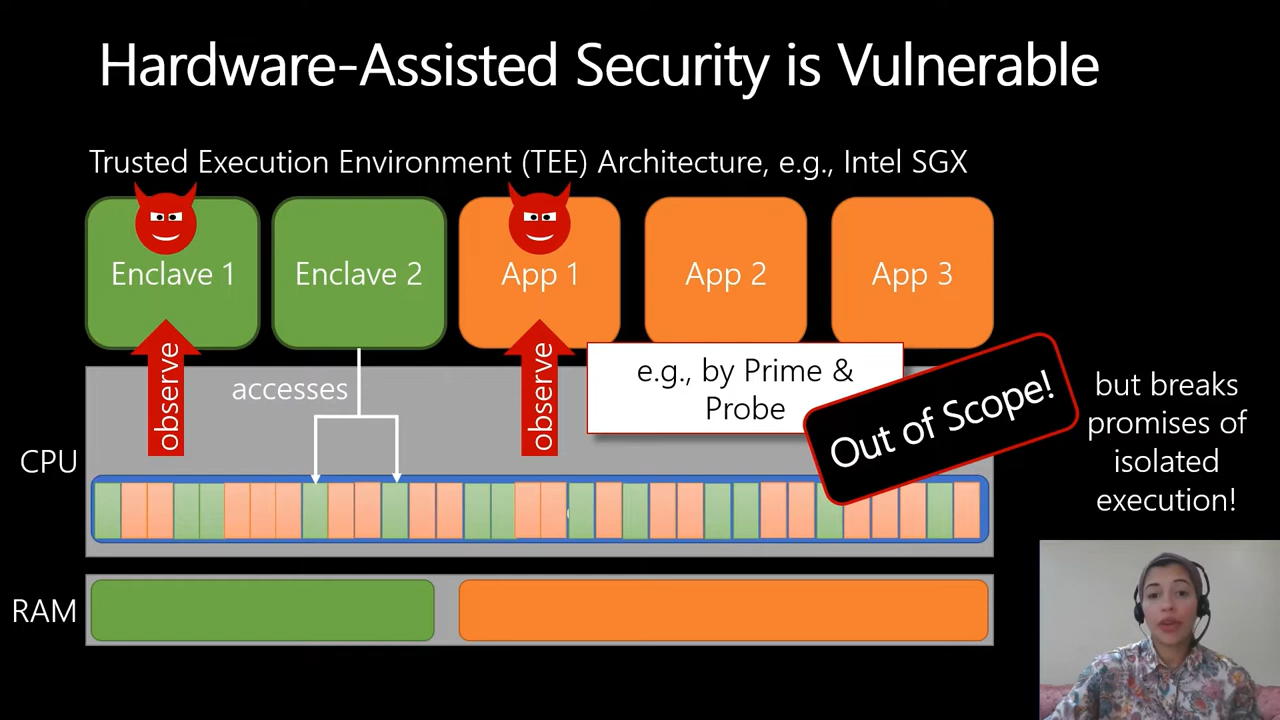 Hardware-Assisted Security is Vulnerable
Trusted Execution Environment (TEE) Architecture, e.g., Intel SGX
Enclave 1
Enclave 2
App 1
App 2
App 3
observe
accesses
observe
e.g., by Prime &
Probe
Out of Scope!
but breaks
promises of
isolated
execution!
CPU
RAM